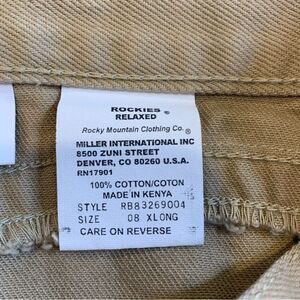 ROCKIES
RELAXED
Rocky Mountain Clothing Co. ®
MILLER INTERNATIONAL INC
8500 ZUNI STREET
DENVER, CO 80260 U.S.A.
RN17901
100% COTTON/COTON
MADE IN KENYA
STYLE RB83269004
SIZE 08 XLONG
CARE ON REVERSE